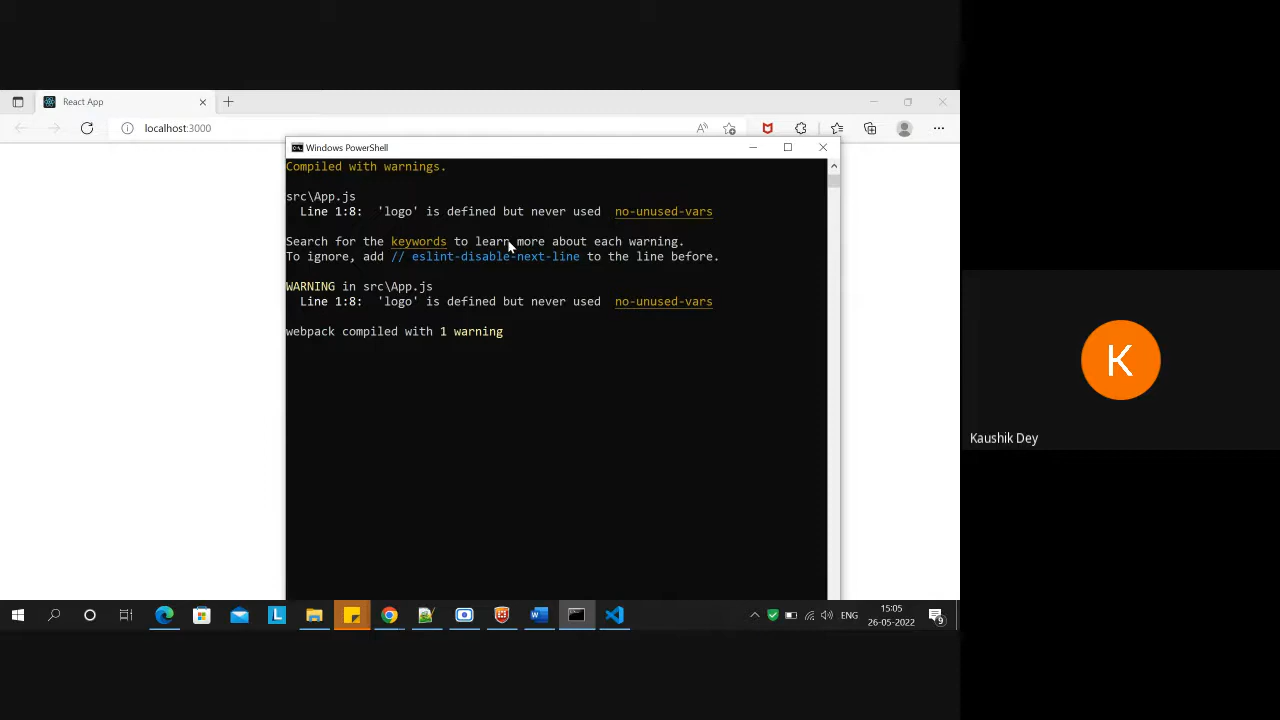 React App
localhost:3000
Windows PowerShell
Compiled with warnings.
src\App.js
Line 1:8: 'logo' is defined but never used no-unused-vars
Search for the keywords to learn more about each warning.
To ignore, add // eslint-disable-next-line to the line before.
WARNING in src\App.js
Line 1:8: 'logo' is defined but never used no-unused-vars
webpack compiled with 1 warning
K
Kaushik Dey
L
ENG
15:05
26-05-2022
9